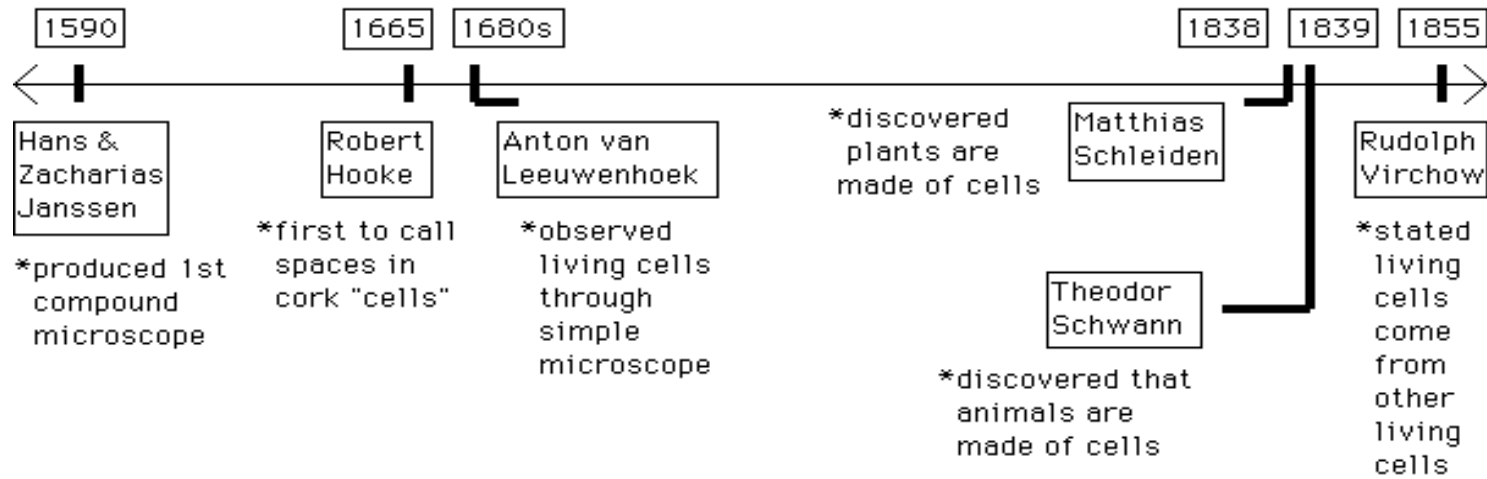 1590
1665
1680s
1838
1839
1855
Hans &
Zacharias
Janssen
*produced 1st
compound
microscope
Robert
Hooke
*first to call
spaces in
cork "cells"
Anton van
Leeuwenhoek
*observed
living cells
through
simple
microscope
*discovered
plants are
made of cells
Matthias
Schleiden
Theodor
Schwann
*discovered that
animals are
made of cells
Rudolph
Virchow
*stated
living
cells
come
from
other
living
cells